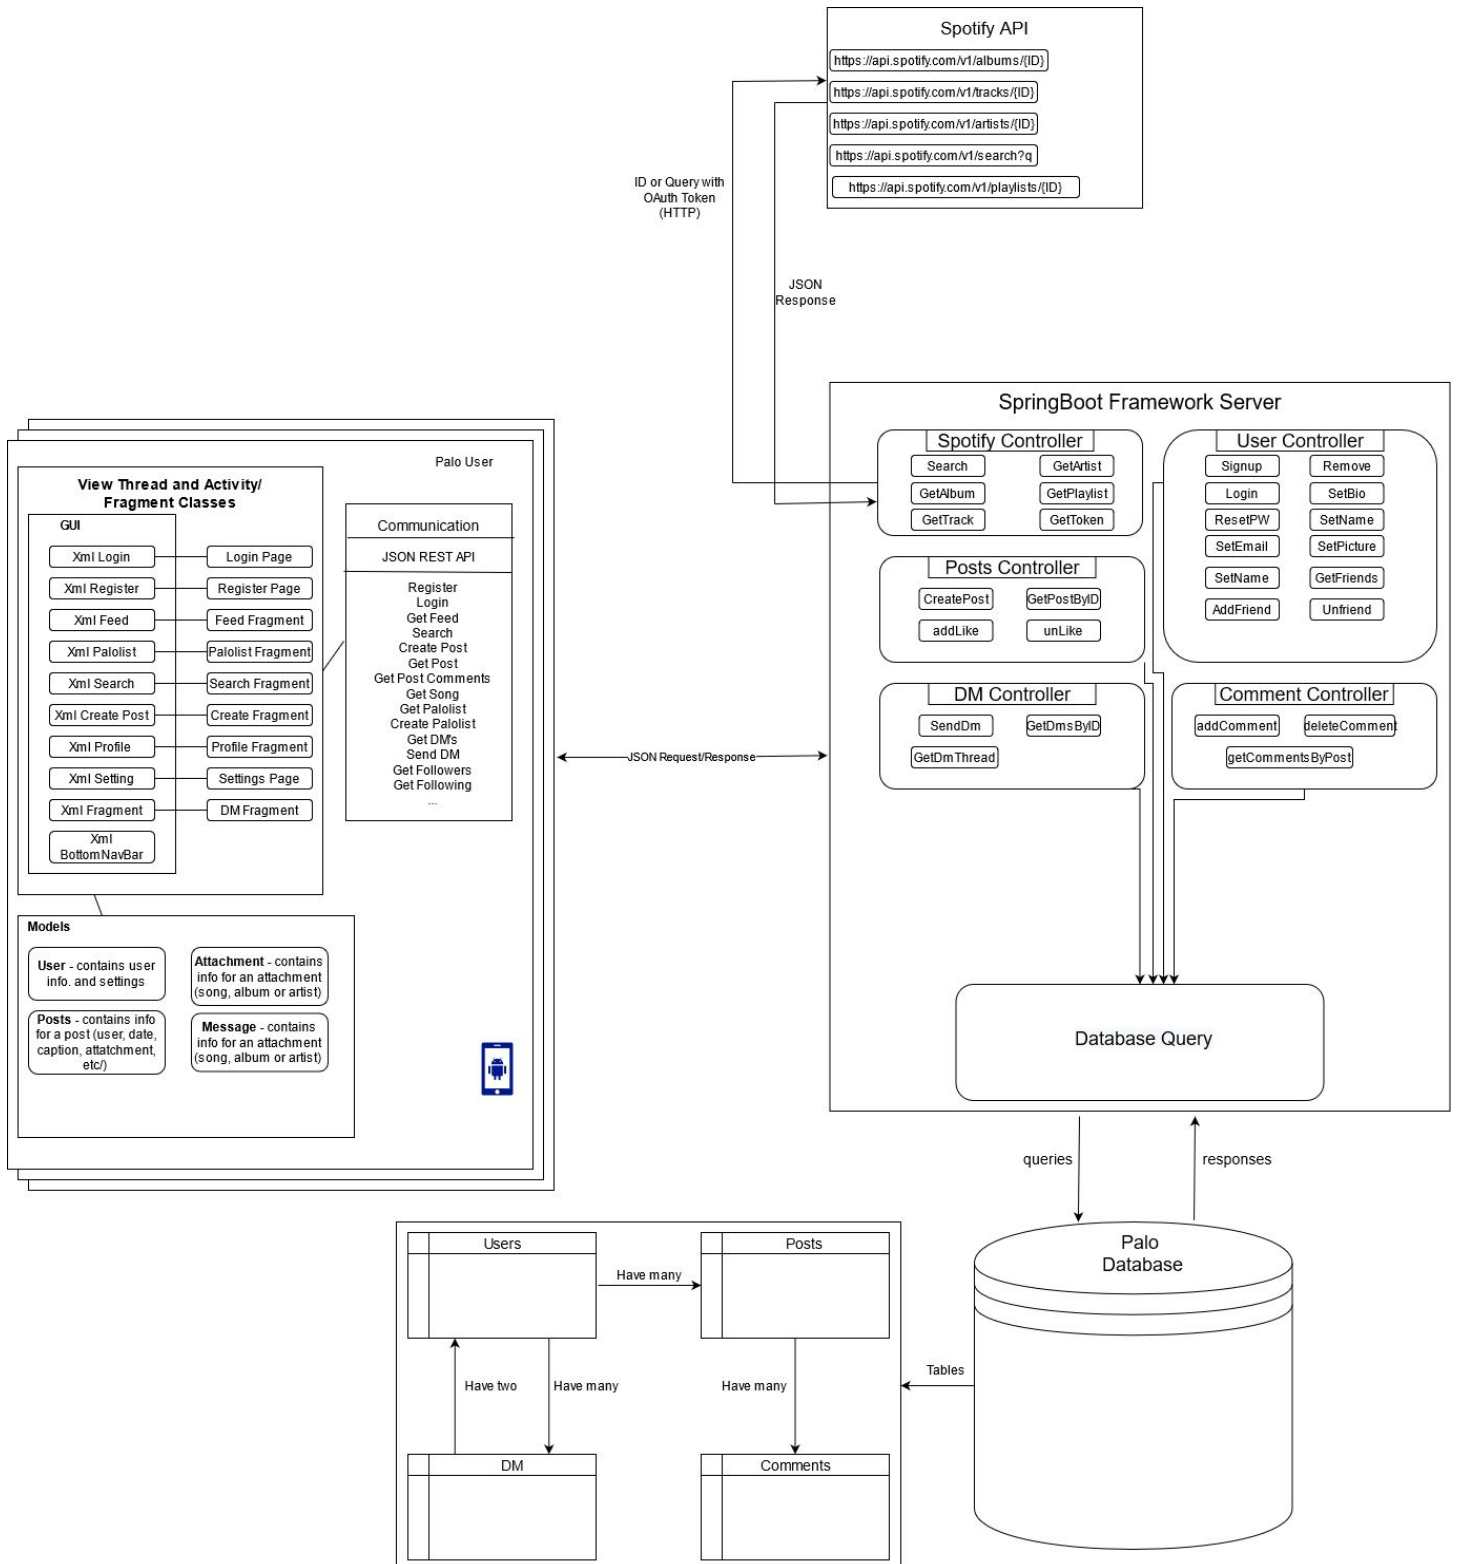 Spotify API
https://api.spotify.com/v1/albums/{ID}
https://api.spotify.com/v1/tracks/{ID}
https://api.spotify.com/v1/artists/{ID}
https://api.spotify.com/v1/search?q
https://api.spotify.com/v1/playlists/{ID}
ID or Query with
OAuth Token
(HTTP)
JSON
Response
SpringBoot Framework Server
Spotify Controller
Search
GetArtist
GetAlbum
GetPlaylist
GetTrack
GetToken
User Controller
Signup
Remove
Login
SetBio
ResetPW
SetName
SetEmail
SetPicture
SetName
GetFriends
AddFriend
Unfriend
Posts Controller
CreatePost
GetPostByID
addLike
unLike
DM Controller
SendDm
GetDmsByID
GetDmThread
Comment Controller
addComment
deleteComment
getCommentsByPost
Database Query
JSON Request/Response
Palo User
View Thread and Activity/
Fragment Classes
GUI
Xml Login
Login Page
Xml Register
Register Page
Xml Feed
Feed Fragment
Xml Palolist
Palolist Fragment
Xml Search
Search Fragment
Xml Create Post
Create Fragment
Xml Profile
Profile Fragment
Xml Setting
Settings Page
Xml Fragment
DM Fragment
Xml
BottomNavBar
Communication
JSON REST API
Register
Login
Get Feed
Search
Create Post
Get Post
Get Post Comments
Get Song
Get Palolist
Create Palolist
Get DM's
Send DM
Get Followers
Get Following
...
Models
User - contains user
info. and settings
Attachment - contains
info for an attachment
(song, album or artist)
Posts - contains info
for a post (user, date,
caption, attatchment,
etc/)
Message - contains
info for an attachment
(song, album or artist)
queries
responses
Palo
Database
Tables
Users
Have many
Posts
Have two
Have many
Have many
DM
Comments